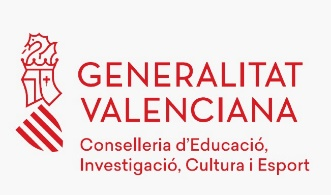 GENERALITAT
VALENCIANA
Conselleria d'Educació,
Investigació, Cultura i Esport